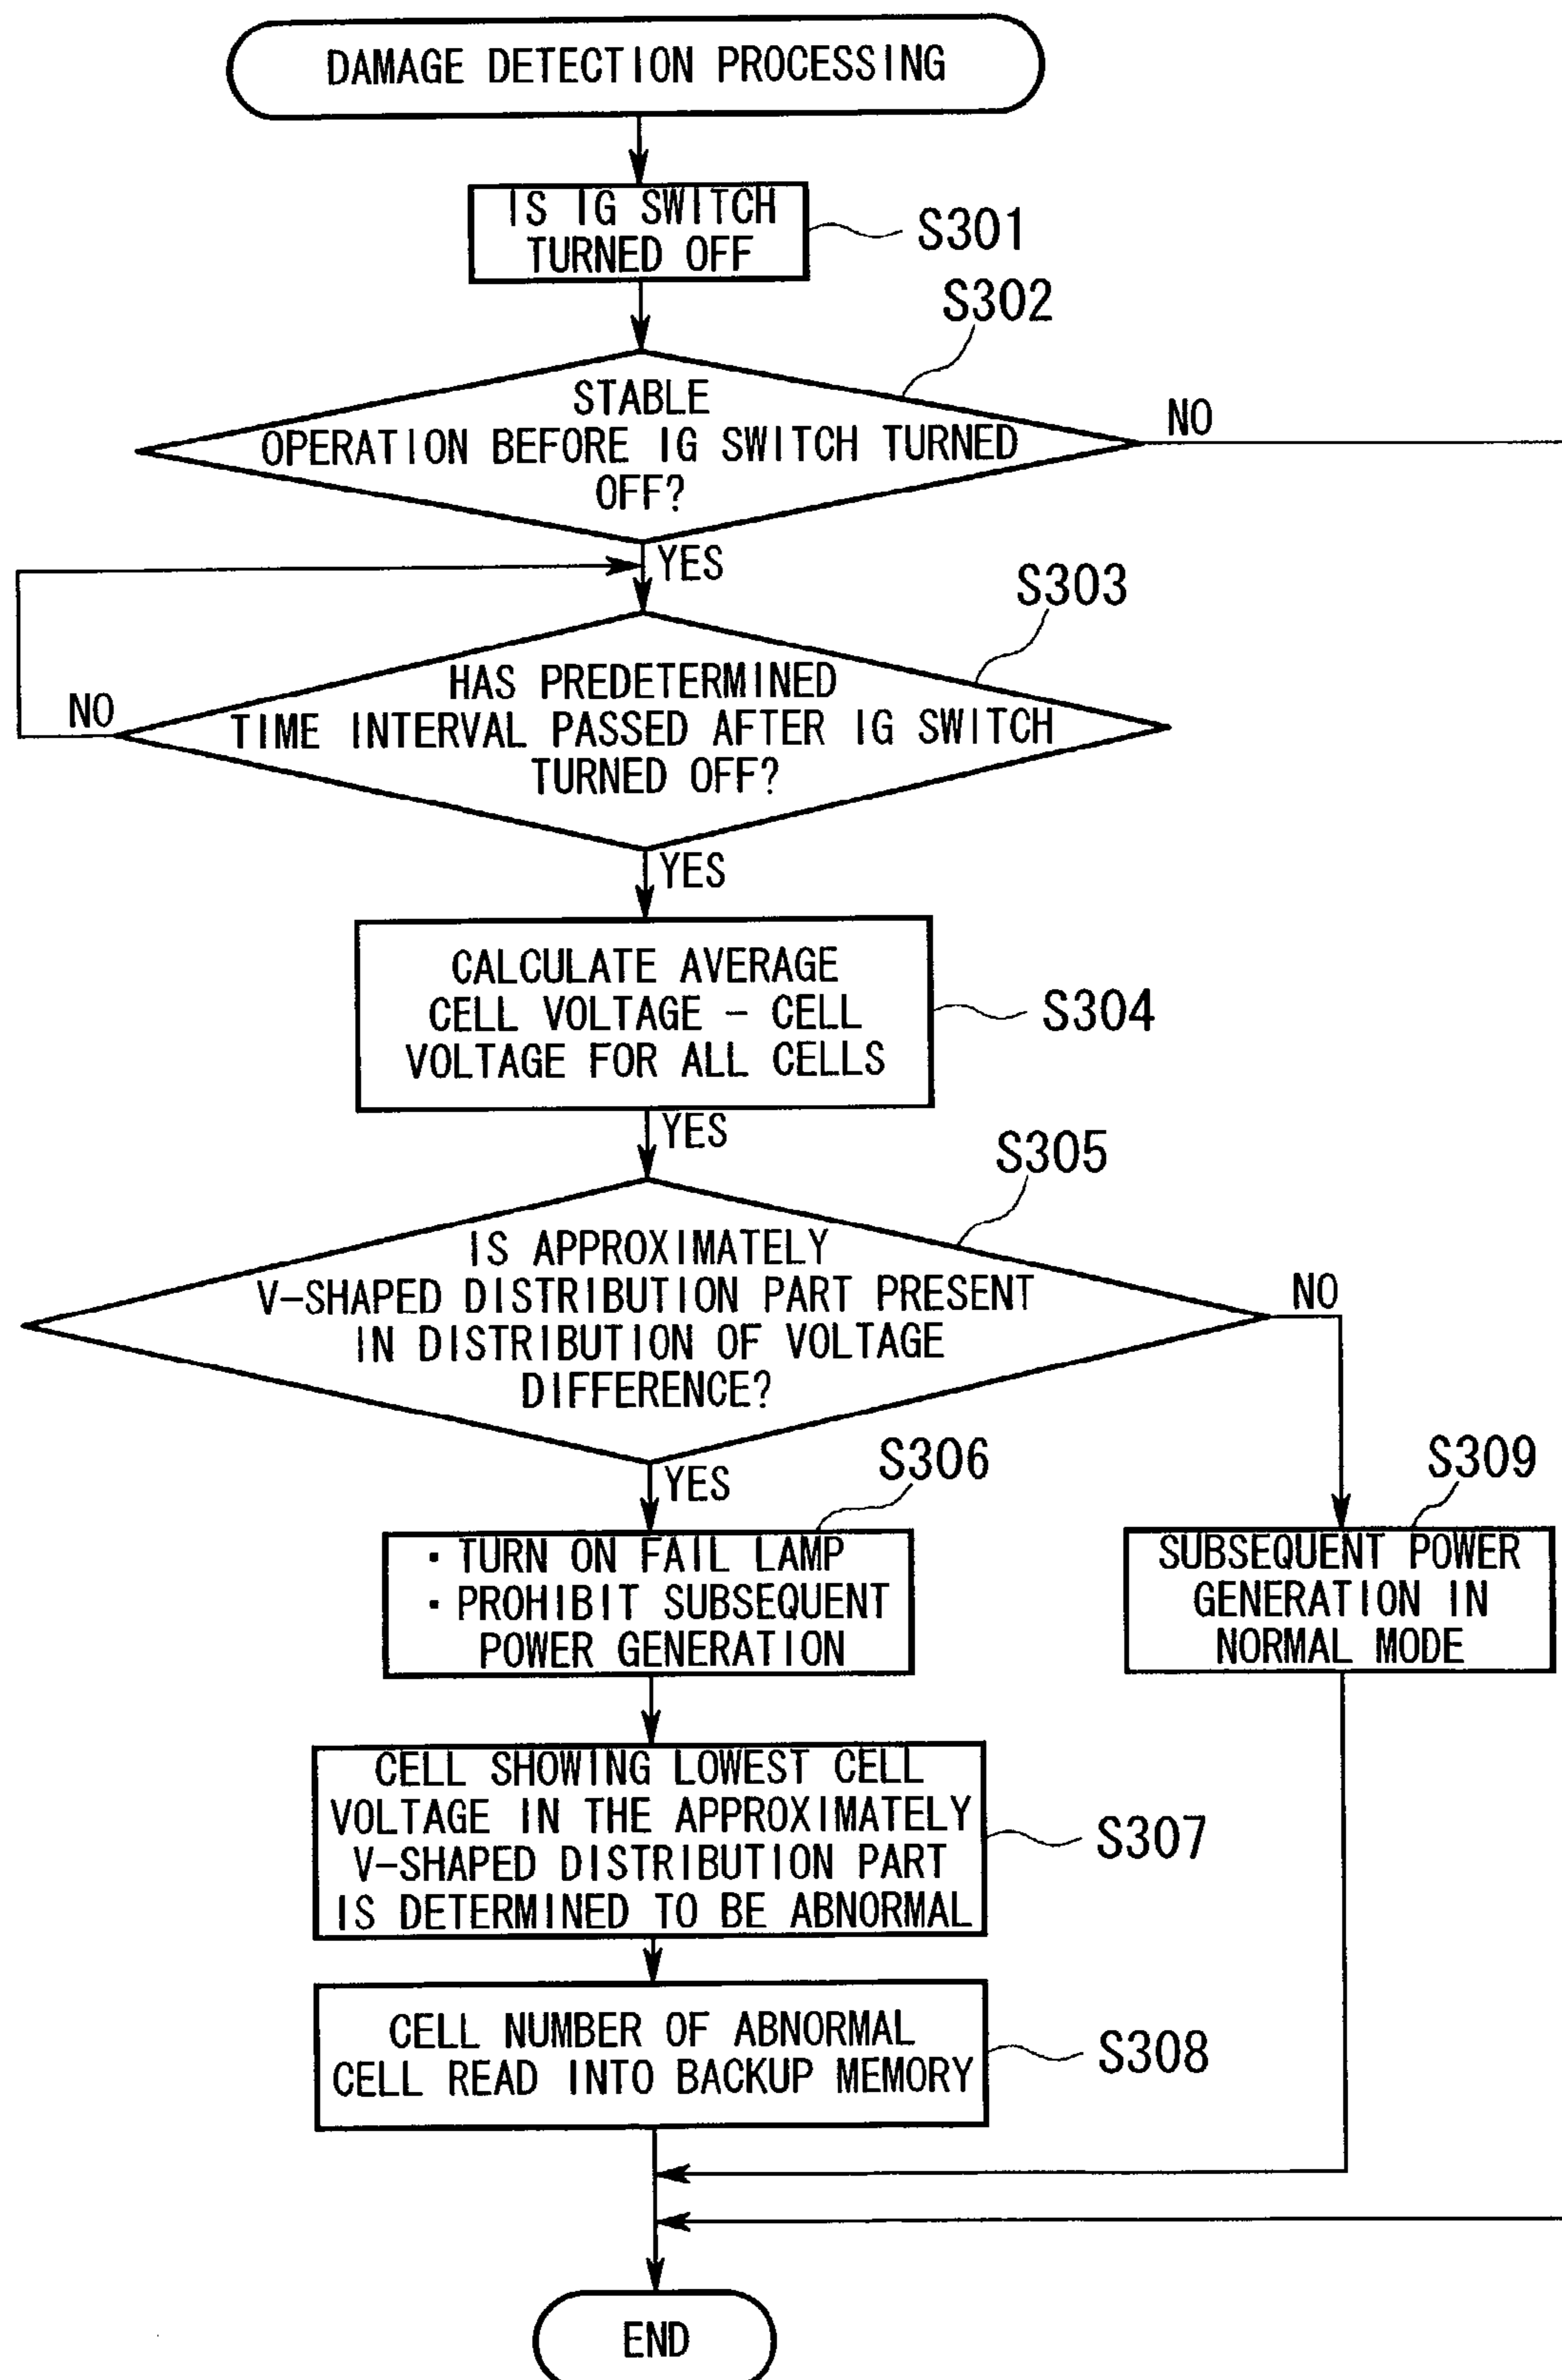 DAMAGE DETECTION PROCESSING
IS IG SWITCH
TURNED OFF
S301
S302
STABLE
OPERATION BEFORE IG SWITCH TURNED
OFF?
NO
YES
S303
HAS PREDETERMINED
TIME INTERVAL PASSED AFTER IG SWITCH
TURNED OFF?
NO
YES
CALCULATE AVERAGE
CELL VOLTAGE - CELL
VOLTAGE FOR ALL CELLS
S304
YES
S305
IS APPROXIMATELY
V-SHAPED DISTRIBUTION PART PRESENT
IN DISTRIBUTION OF VOLTAGE
DIFFERENCE?
NO
YES
S306
· TURN ON FAIL LAMP
· PROHIBIT SUBSEQUENT
POWER GENERATION
S309
SUBSEQUENT POWER
GENERATION IN
NORMAL MODE
CELL SHOWING LOWEST CELL
VOLTAGE IN THE APPROXIMATELY
V-SHAPED DISTRIBUTION PART
IS DETERMINED TO BE ABNORMAL
S307
CELL NUMBER OF ABNORMAL
CELL READ INTO BACKUP MEMORY
S308
END